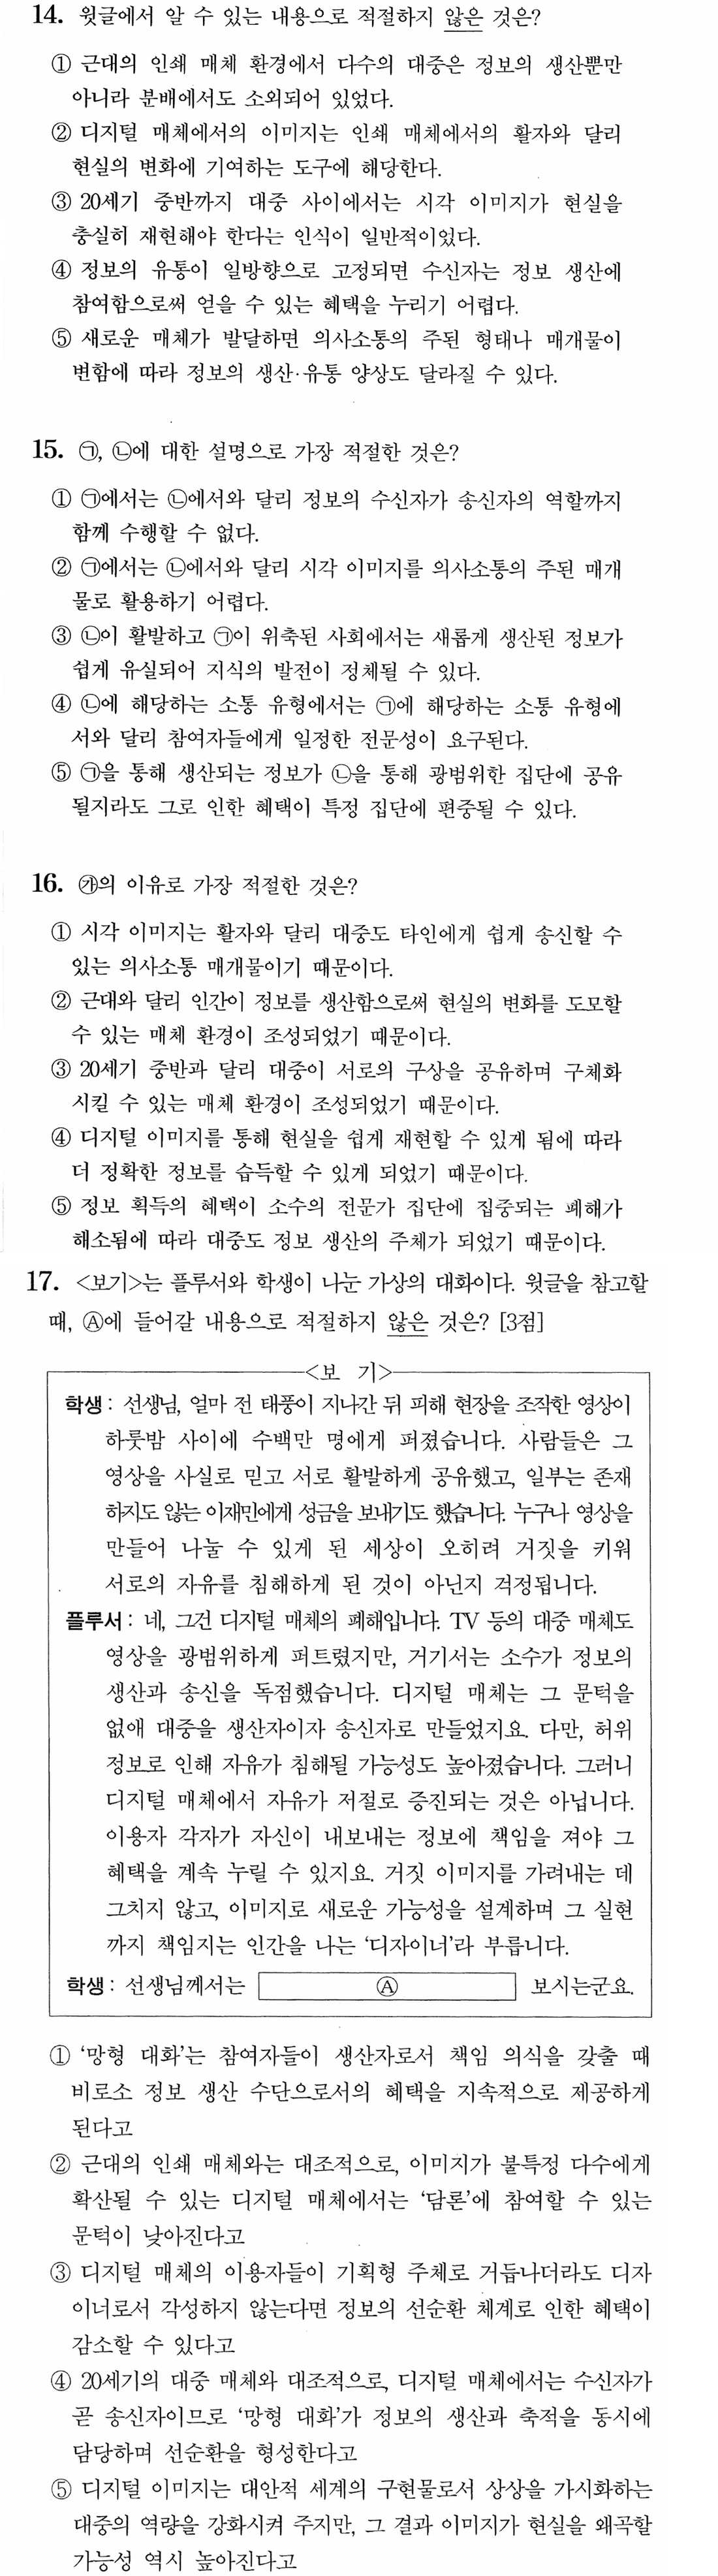 14. 윗글에서 알 수 있는 내용으로 적절하지 않은 것은?
① 근대의 인쇄 매체 환경에서 다수의 대중은 정보의 생산뿐만
아니라 분배에서도 소외되어 있었다.
② 디지털 매체에서의 이미지는 인쇄 매체에서의 활자와 달리
현실의 변화에 기여하는 도구에 해당한다.
③ 20세기 중반까지 대중 사이에서는 시각 이미지가 현실을
충실히 재현해야 한다는 인식이 일반적이었다.
④ 정보의 유통이 일방향으로 고정되면 수신자는 정보 생산에
참여함으로써 얻을 수 있는 혜택을 누리기 어렵다.
⑤ 새로운 매체가 발달하면 의사소통의 주된 형태나 매개물이
변함에 따라 정보의 생산·유통 양상도 달라질 수 있다.
15. ㉠, ㉡에 대한 설명으로 가장 적절한 것은?
① ㉠에서는 ㉡에서와 달리 정보의 수신자가 송신자의 역할까지
함께 수행할 수 없다.
② ㉠에서는 ㉡에서와 달리 시각 이미지를 의사소통의 주된 매개
물로 활용하기 어렵다.
③ ㉡이 활발하고 ㉠이 위축된 사회에서는 새롭게 생산된 정보가
쉽게 유실되어 지식의 발전이 정체될 수 있다.
④ ㉡에 해당하는 소통 유형에서는 ㉠에 해당하는 소통 유형에
서와 달리 참여자들에게 일정한 전문성이 요구된다.
⑤ ㉠을 통해 생산되는 정보가 ㉡을 통해 광범위한 집단에 공유
될지라도 그로 인한 혜택이 특정 집단에 편중될 수 있다.
16. ㉮의 이유로 가장 적절한 것은?
① 시각 이미지는 활자와 달리 대중도 타인에게 쉽게 송신할 수
있는 의사소통 매개물이기 때문이다.
② 근대와 달리 인간이 정보를 생산함으로써 현실의 변화를 도모할
수 있는 매체 환경이 조성되었기 때문이다.
③ 20세기 중반과 달리 대중이 서로의 구상을 공유하며 구체화
시킬 수 있는 매체 환경이 조성되었기 때문이다.
④ 디지털 이미지를 통해 현실을 쉽게 재현할 수 있게 됨에 따라
더 정확한 정보를 습득할 수 있게 되었기 때문이다.
⑤ 정보 획득의 혜택이 소수의 전문가 집단에 집중되는 폐해가
해소됨에 따라 대중도 정보 생산의 주체가 되었기 때문이다.
17. <보기>는 플루서와 학생이 나눈 가상의 대화이다. 윗글을 참고할
때, Ⓐ에 들어갈 내용으로 적절하지 않은 것은? [3점]
<보 기>
학생 : 선생님, 얼마 전 태풍이 지나간 뒤 피해 현장을 조작한 영상이
하룻밤 사이에 수백만 명에게 퍼졌습니다. 사람들은 그
영상을 사실로 믿고 서로 활발하게 공유했고, 일부는 존재
하지도 않는 이재민에게 성금을 보내기도 했습니다. 누구나 영상을
만들어 나눌 수 있게 된 세상이 오히려 거짓을 키워
서로의 자유를 침해하게 된 것이 아닌지 걱정됩니다.
플루서 : 네, 그건 디지털 매체의 폐해입니다. TV 등의 대중 매체도
영상을 광범위하게 퍼트렸지만, 거기서는 소수가 정보의
생산과 송신을 독점했습니다. 디지털 매체는 그 문턱을
없애 대중을 생산자이자 송신자로 만들었지요. 다만, 허위
정보로 인해 자유가 침해될 가능성도 높아졌습니다. 그러니
디지털 매체에서 자유가 저절로 증진되는 것은 아닙니다.
이용자 각자가 자신이 내보내는 정보에 책임을 져야 그
혜택을 계속 누릴 수 있지요. 거짓 이미지를 가려내는 데
그치지 않고, 이미지로 새로운 가능성을 설계하며 그 실현
까지 책임지는 인간을 나는 ‘디자이너’라 부릅니다.
학생 : 선생님께서는 Ⓐ 보시는군요.
① ‘망형 대화’는 참여자들이 생산자로서 책임 의식을 갖출 때
비로소 정보 생산 수단으로서의 혜택을 지속적으로 제공하게
된다고
② 근대의 인쇄 매체와는 대조적으로, 이미지가 불특정 다수에게
확산될 수 있는 디지털 매체에서는 ‘담론’에 참여할 수 있는
문턱이 낮아진다고
③ 디지털 매체의 이용자들이 기획형 주체로 거듭나더라도 디자
이너로서 각성하지 않는다면 정보의 선순환 체계로 인한 혜택이
감소할 수 있다고
④ 20세기의 대중 매체와 대조적으로, 디지털 매체에서는 수신자가
곧 송신자이므로 ‘망형 대화’가 정보의 생산과 축적을 동시에
담당하며 선순환을 형성한다고
⑤ 디지털 이미지는 대안적 세계의 구현물로서 상상을 가시화하는
대중의 역량을 강화시켜 주지만, 그 결과 이미지가 현실을 왜곡할
가능성 역시 높아진다고